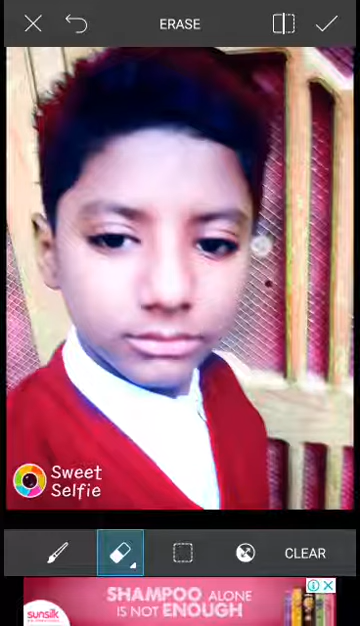 ERASE
Sweet
Selfie
CLEAR
sunsilk
SHAMPOO ALONE
IS NOT ENOUGH